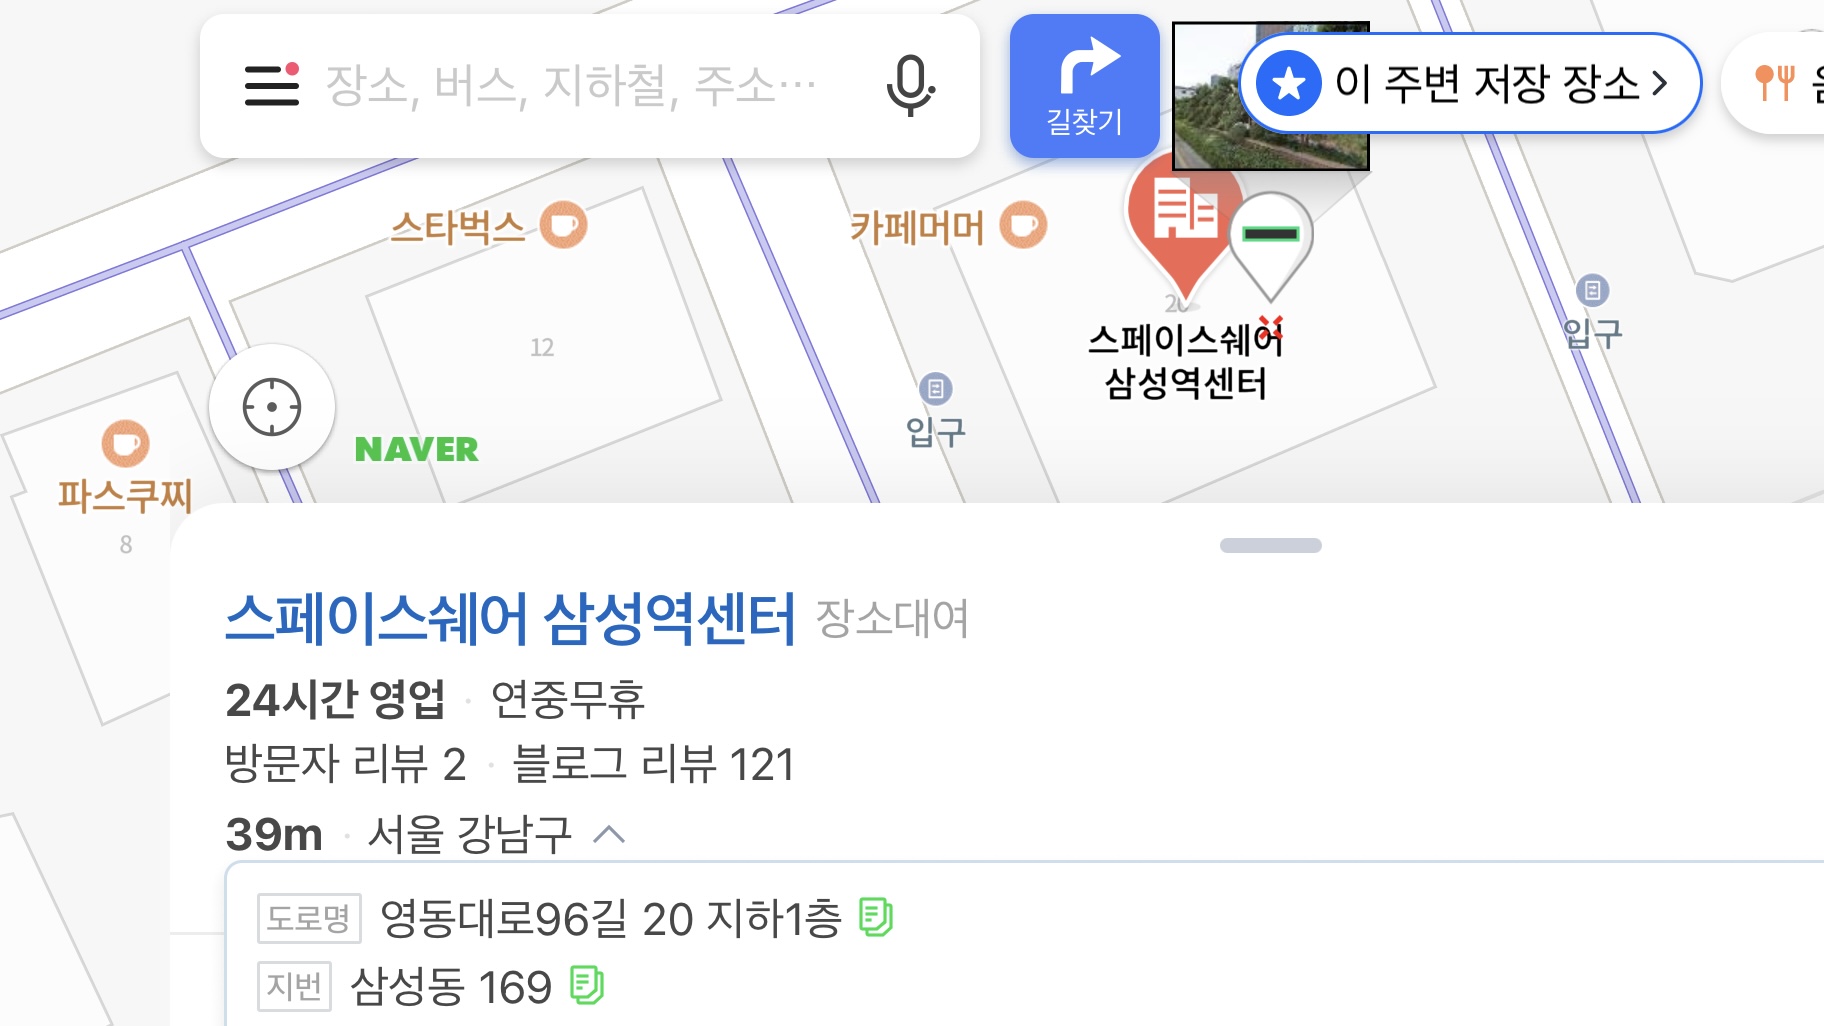 장소, 버스, 지하철, 주소…
길찾기
이 주변 저장 장소
스타벅스
카페머머
12
20
스페이스쉐어
삼성역센터
입구
입구
NAVER
파스쿠찌
8
스페이스쉐어 삼성역센터 장소대여
24시간 영업 · 연중무휴
방문자 리뷰 2 · 블로그 리뷰 121
39m · 서울 강남구
도로명 영동대로96길 20 지하1층
지번 삼성동 169